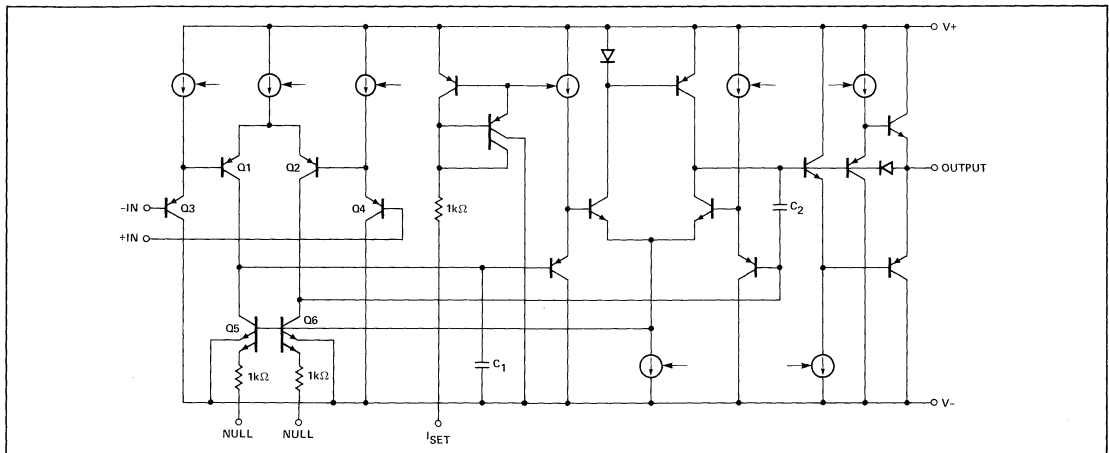 V+
Q1
Q2
OUTPUT
-IN
Q3
Q4
1kΩ
C2
+IN
Q5
Q6
C1
1kΩ
1kΩ
V-
NULL
NULL
ISET